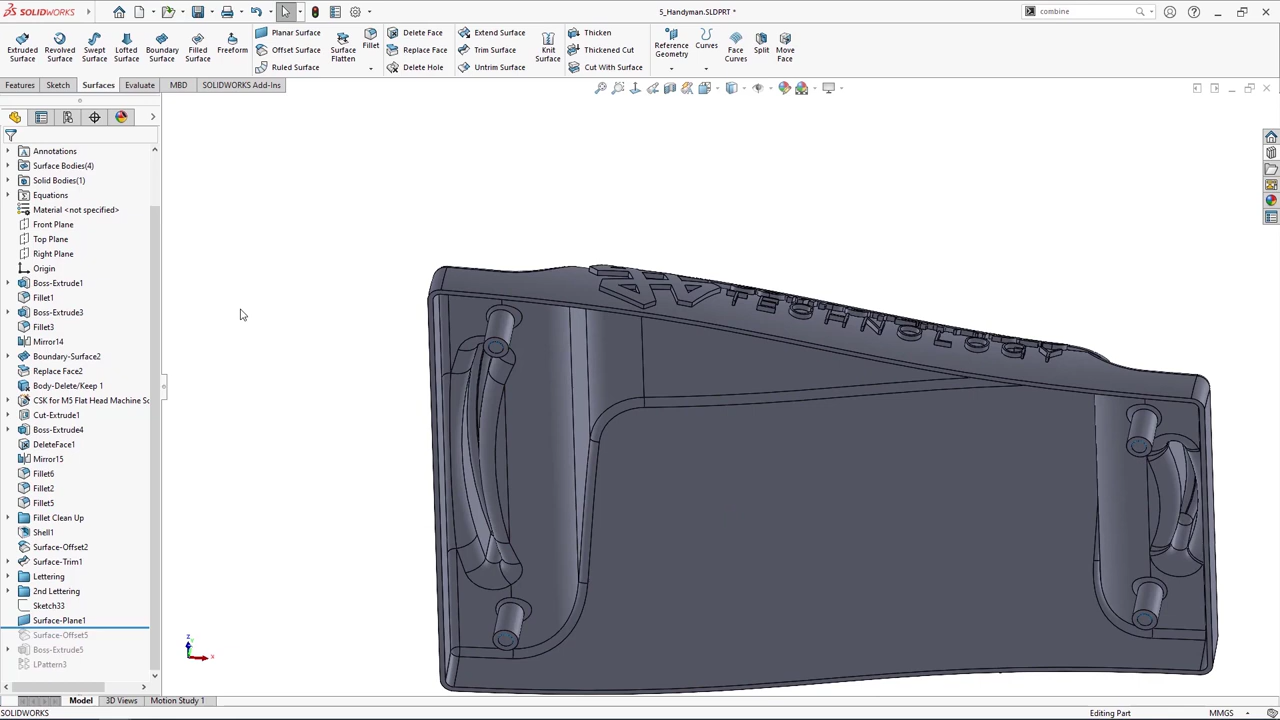 SOLIDWORKS
5_Handyman.SLDPRT *
combine
Extruded Surface
Revolved Surface
Swept Surface
Lofted Surface
Boundary Surface
Filled Surface
Freeform
Planar Surface
Offset Surface
Ruled Surface
Surface Flatten
Fillet
Delete Face
Replace Face
Delete Hole
Extend Surface
Trim Surface
Untrim Surface
Knit Surface
Thicken
Thickened Cut
Cut With Surface
Reference Geometry
Curves
Face Curves
Split
Move Face
Features
Sketch
Surfaces
Evaluate
MBD
SOLIDWORKS Add-Ins
Annotations
Surface Bodies(4)
Solid Bodies(1)
Equations
Material <not specified>
Front Plane
Top Plane
Right Plane
Origin
Boss-Extrude1
Fillet1
Boss-Extrude3
Fillet3
Mirror14
Boundary-Surface2
Replace Face2
Body-Delete/Keep 1
CSK for M5 Flat Head Machine Sc
Cut-Extrude1
Boss-Extrude4
DeleteFace1
Mirror15
Fillet6
Fillet2
Fillet5
Fillet Clean Up
Shell1
Surface-Offset2
Surface-Trim1
Lettering
2nd Lettering
Sketch33
Surface-Plane1
Surface-Offset5
Boss-Extrude5
LPattern3
TECHNOLOGY
z
x
Model
3D Views
Motion Study 1
SOLIDWORKS
Editing Part
MMGS